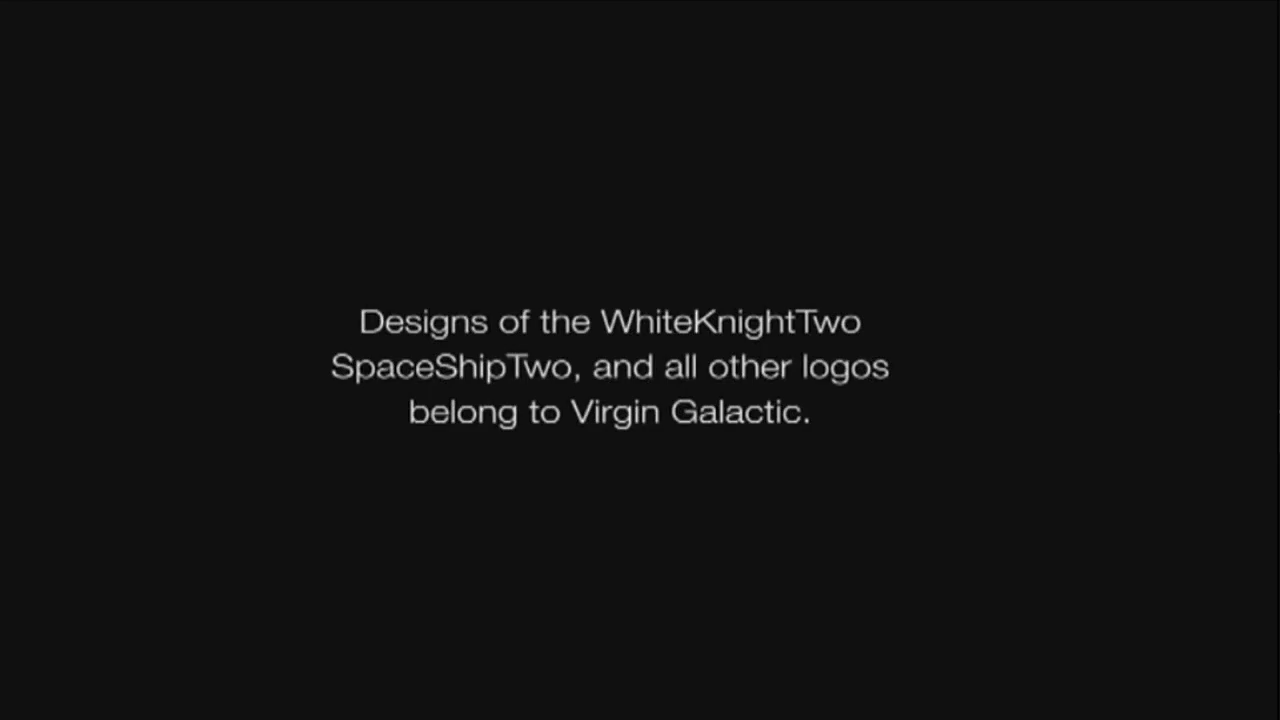 Designs of the WhiteKnightTwo
SpaceShipTwo, and all other logos
belong to Virgin Galactic.